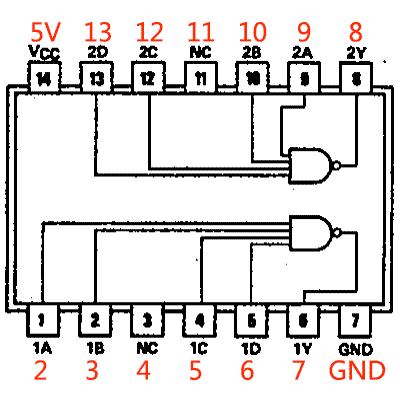 5V 13 12 11 10 9 8
VCC 2D 2C NC 2B 2A 2Y
14 13 12 11 10 9 8
1 2 3 4 5 6 7
1A 1B NC 1C 1D 1Y GND
2 3 4 5 6 7 GND